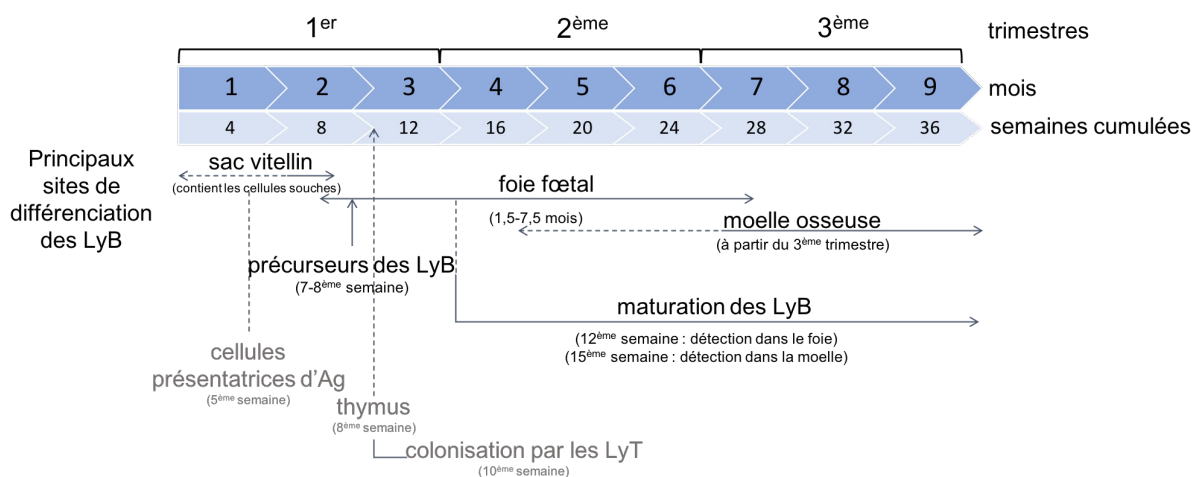 1er 2ème 3ème trimestres
1 2 3 4 5 6 7 8 9 mois
4 8 12 16 20 24 28 32 36 semaines cumulées
Principaux
sites de
différenciation
des LyB
sac vitellin
(contient les cellules souches)
foie fœtal
(1,5-7,5 mois)
moelle osseuse
(à partir du 3ème trimestre)
précurseurs des LyB
(7-8ème semaine)
maturation des LyB
(12ème semaine : détection dans le foie)
(15ème semaine : détection dans la moelle)
cellules
présentatrices d'Ag
(5ème semaine)
thymus
(8ème semaine)
colonisation par les LyT
(10ème semaine)